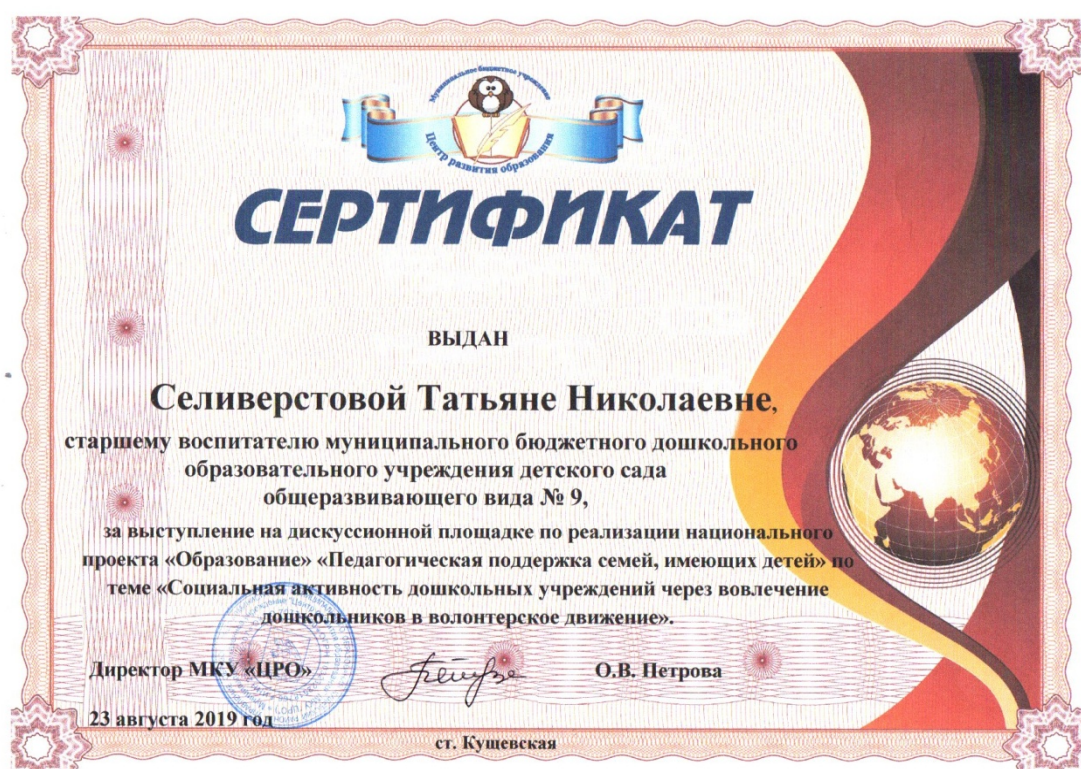 Муниципальное бюджетное учреждение
Центр развития образования
СЕРТИФИКАТ
ВЫДАН
Селиверстовой Татьяне Николаевне,
старшему воспитателю муниципального бюджетного дошкольного
образовательного учреждения детского сада
общеразвивающего вида № 9,
за выступление на дискуссионной площадке по реализации национального
проекта «Образование» «Педагогическая поддержка семей, имеющих детей» по
теме «Социальная активность дошкольных учреждений через вовлечение
дошкольников в волонтерское движение».
Директор МКУ «ЦРО» О.В. Петрова
23 августа 2019 год
ст. Кущевская